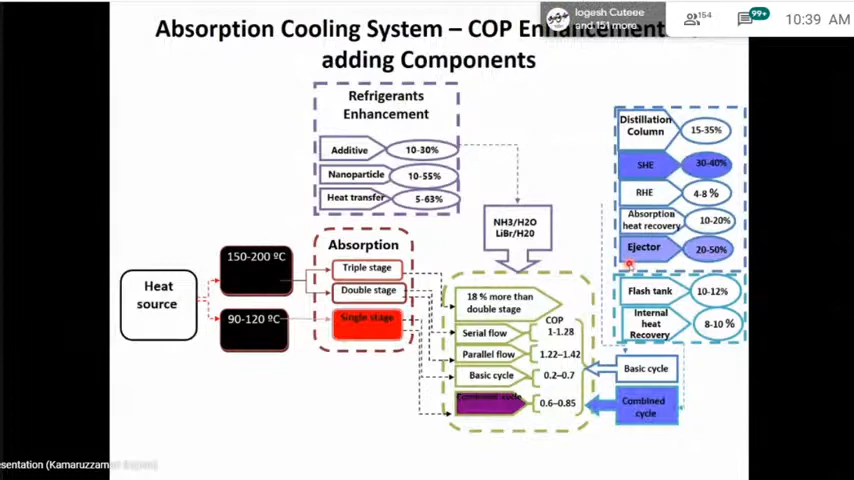 logesh Cuteee
and 151 more
154
99+
10:39 AM
Absorption Cooling System – COP Enhancement
adding Components
Refrigerants
Enhancement
Additive 10-30%
Nanoparticle 10-55%
Heat transfer 5-63%
NH3/H2O
LiBr/H20
Distillation
Column 15-35%
SHE 30-40%
RHE 4-8 %
Absorption
heat recovery 10-20%
Ejector 20-50%
Flash tank 10-12%
Internal
heat
Recovery 8-10 %
Heat
source
150-200 ºC
90-120 ºC
Absorption
Triple stage
Double stage
Single stage
18 % more than
double stage
COP
Serial flow 1-1.28
Parallel flow 1.22–1.42
Basic cycle 0.2–0.7
Combined cycle 0.6–0.85
Basic cycle
Combined
cycle
esentation (Kamaruzzaman